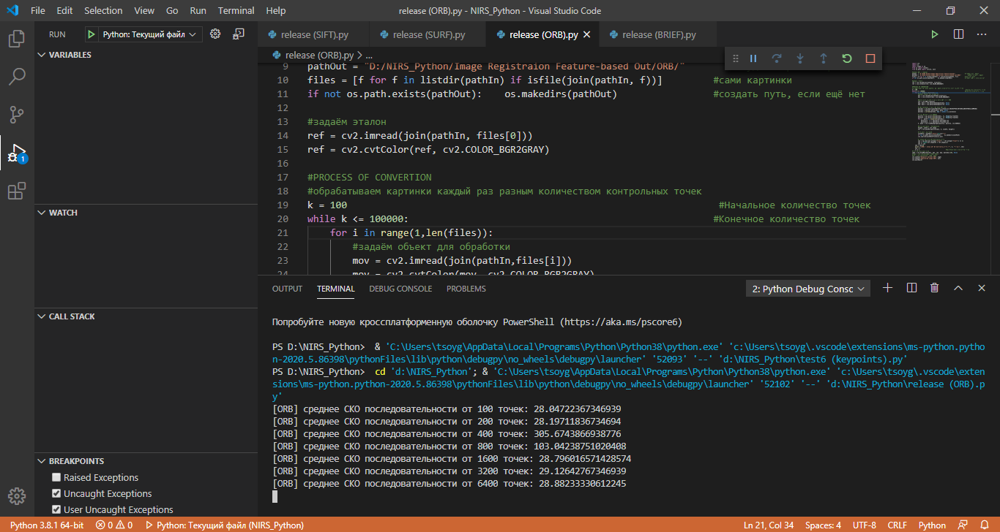 File Edit Selection View Go Run Terminal Help release (ORB).py - NIRS_Python - Visual Studio Code
RUN Python: Текущий файл
release (SIFT).py release (SURF).py release (ORB).py release (BRIEF).py
VARIABLES
release (ORB).py > ...
9 pathOut = "D:/NIRS_Python/Image Registraion Feature-based Out/ORB/"
10 files = [f for f in listdir(pathIn) if isfile(join(pathIn, f))] #сами картинки
11 if not os.path.exists(pathOut): os.makedirs(pathOut) #создать путь, если ещё нет
12
13 #задаём эталон
14 ref = cv2.imread(join(pathIn, files[0]))
15 ref = cv2.cvtColor(ref, cv2.COLOR_BGR2GRAY)
16
17 #PROCESS OF CONVERTION
18 #обрабатываем картинки каждый раз разным количеством контрольных точек
19 k = 100 #Начальное количество точек
20 while k <= 100000: #Конечное количество точек
21 for i in range(1,len(files)):
22 #задаём объект для обработки
23 mov = cv2.imread(join(pathIn,files[i]))
24 mov = cv2.cvtColor(mov, cv2.COLOR_BGR2GRAY)
WATCH
CALL STACK
BREAKPOINTS
Raised Exceptions
Uncaught Exceptions
User Uncaught Exceptions
1
OUTPUT TERMINAL DEBUG CONSOLE PROBLEMS 2: Python Debug Consc
Попробуйте новую кроссплатформенную оболочку PowerShell (https://aka.ms/pscore6)
PS D:\NIRS_Python> & 'C:\Users\tsoyg\AppData\Local\Programs\Python\Python38\python.exe' 'c:\Users\tsoyg\.vscode\extensions\ms-python.pytho
n-2020.5.86398\pythonFiles\lib\python\debugpy\no_wheels\debugpy\launcher' '52093' '--' 'd:\NIRS_Python\test6 (keypoints).py'
PS D:\NIRS_Python> cd 'd:\NIRS_Python'; & 'C:\Users\tsoyg\AppData\Local\Programs\Python\Python38\python.exe' 'c:\Users\tsoyg\.vscode\exten
sions\ms-python.python-2020.5.86398\pythonFiles\lib\python\debugpy\no_wheels\debugpy\launcher' '52102' '--' 'd:\NIRS_Python\release (ORB).p
y'
[ORB] среднее СКО последовательности от 100 точек: 28.04722367346939
[ORB] среднее СКО последовательности от 200 точек: 28.19711836734694
[ORB] среднее СКО последовательности от 400 точек: 305.6743866938776
[ORB] среднее СКО последовательности от 800 точек: 103.04238751020408
[ORB] среднее СКО последовательности от 1600 точек: 28.796016571428574
[ORB] среднее СКО последовательности от 3200 точек: 29.12642767346939
[ORB] среднее СКО последовательности от 6400 точек: 28.88233330612245
Python 3.8.1 64-bit 0 0 Python: Текущий файл (NIRS_Python) Ln 21, Col 34 Spaces: 4 UTF-8 CRLF Python